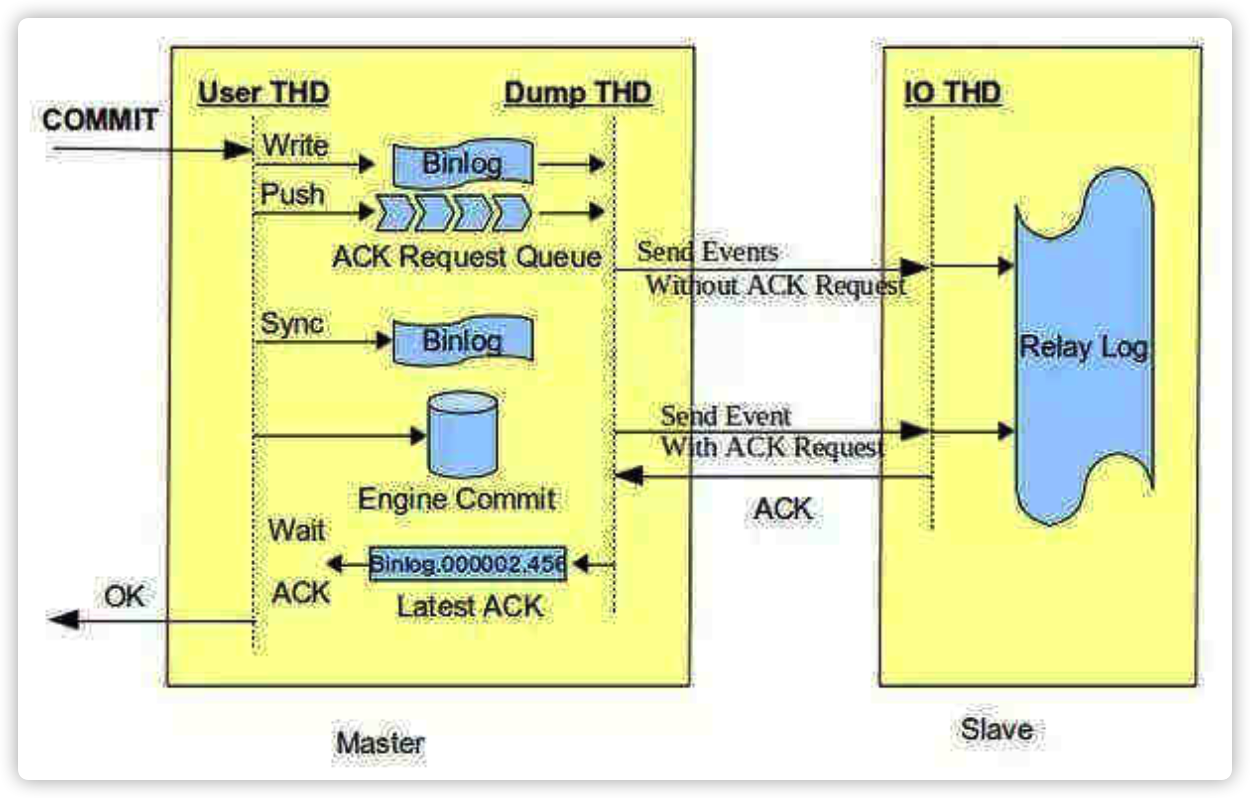 User THD
Dump THD
IO THD
COMMIT
Write
Binlog
Push
ACK Request Queue
Send Events
Without ACK Request
Sync
Binlog
Relay Log
Send Event
With ACK Request
Engine Commit
ACK
Wait
Binlog.000002.456
ACK
Latest ACK
OK
Master
Slave